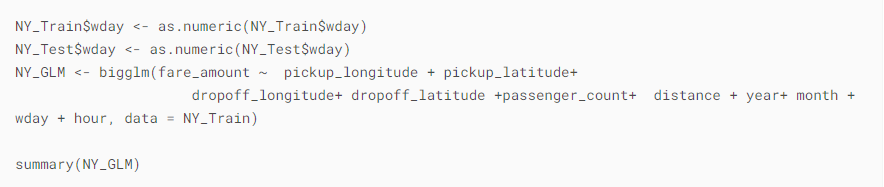 NY_Train$wday <- as.numeric(NY_Train$wday)
NY_Test$wday <- as.numeric(NY_Test$wday)
NY_GLM <- bigglm(fare_amount ~  pickup_longitude + pickup_latitude+
                     dropoff_longitude+ dropoff_latitude +passenger_count+  distance + year+ month +
wday + hour, data = NY_Train)
summary(NY_GLM)